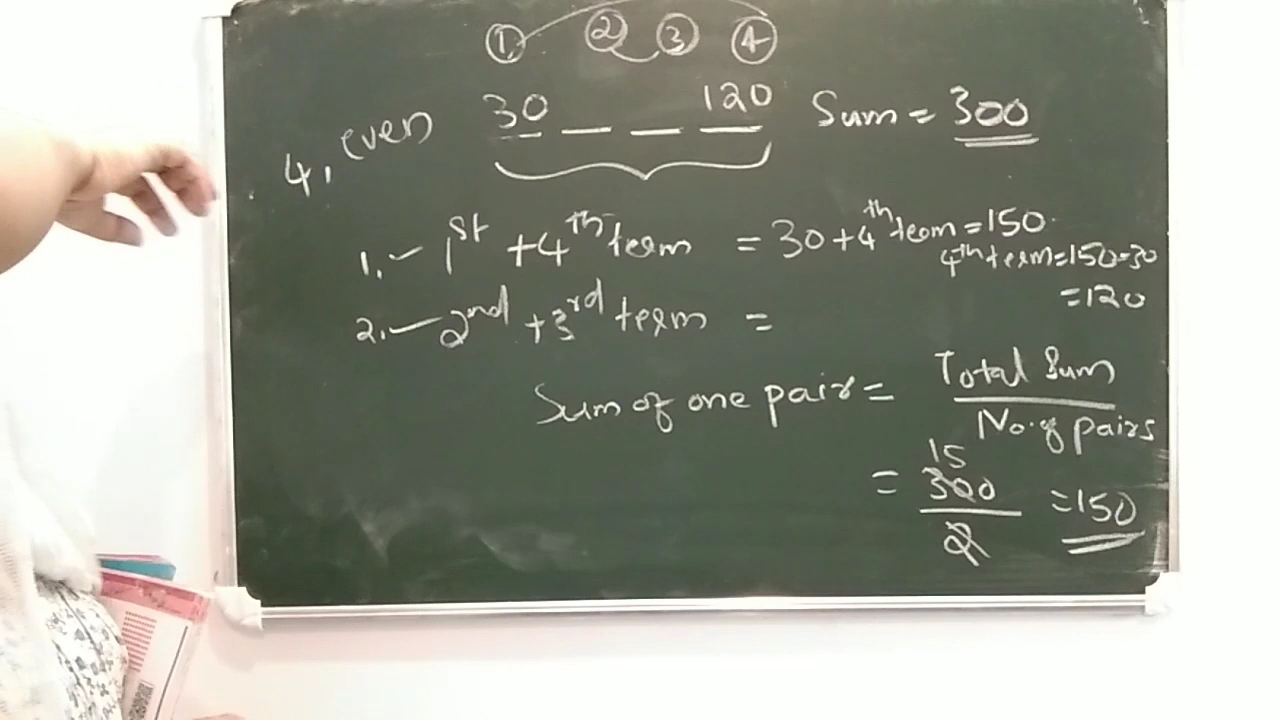 ① ② ③ ④
4, even 30 _ _ 120 Sum = 300
1. - 1st + 4th term = 30 + 4th term = 150
4th term = 150 - 30
= 120
2. - 2nd + 3rd term =
Sum of one pair = Total Sum / No. of pairs
= 300 / 2 = 150
15